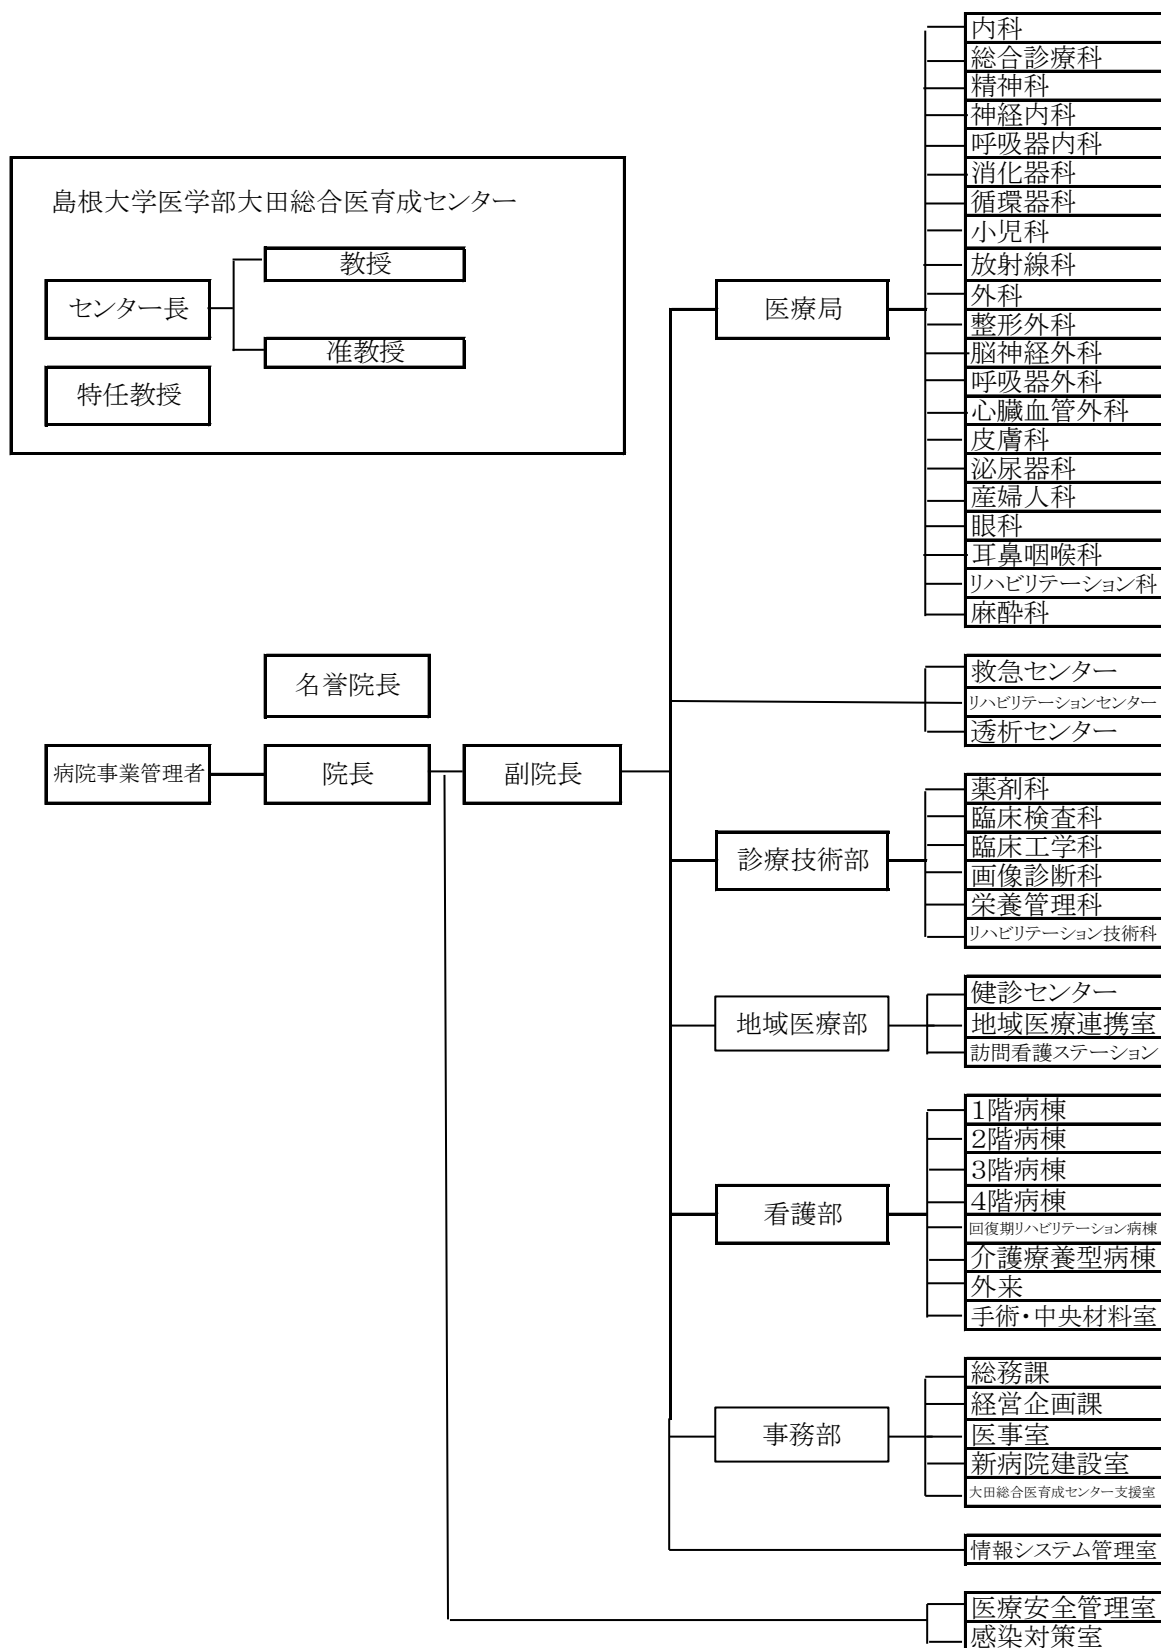 島根大学医学部大田総合医育成センター
センター長
教授
准教授
特任教授
名誉院長
病院事業管理者
院長
副院長
医療局
内科
総合診療科
精神科
神経内科
呼吸器内科
消化器科
循環器科
小児科
放射線科
外科
整形外科
脳神経外科
呼吸器外科
心臓血管外科
皮膚科
泌尿器科
産婦人科
眼科
耳鼻咽喉科
リハビリテーション科
麻酔科
救急センター
リハビリテーションセンター
透析センター
診療技術部
薬剤科
臨床検査科
臨床工学科
画像診断科
栄養管理科
リハビリテーション技術科
地域医療部
健診センター
地域医療連携室
訪問看護ステーション
看護部
1階病棟
2階病棟
3階病棟
4階病棟
回復期リハビリテーション病棟
介護療養型病棟
外来
手術・中央材料室
事務部
総務課
経営企画課
医事室
新病院建設室
大田総合医育成センター支援室
情報システム管理室
医療安全管理室
感染対策室